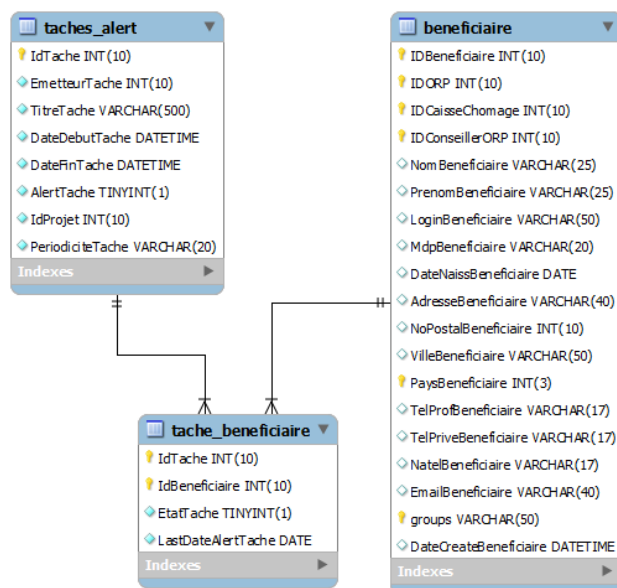 taches_alert
IdTache INT(10)
EmetteurTache INT(10)
TitreTache VARCHAR(500)
DateDebutTache DATETIME
DateFinTache DATETIME
AlertTache TINYINT(1)
IdProjet INT(10)
PeriodiciteTache VARCHAR(20)
Indexes
beneficiaire
IDBeneficiaire INT(10)
IDORP INT(10)
IDCaisseChomage INT(10)
IDConseillerORP INT(10)
NomBeneficiaire VARCHAR(25)
PrenomBeneficiaire VARCHAR(25)
LoginBeneficiaire VARCHAR(50)
MdpBeneficiaire VARCHAR(20)
DateNaissBeneficiaire DATE
AdresseBeneficiaire VARCHAR(40)
NoPostalBeneficiaire INT(10)
VilleBeneficiaire VARCHAR(50)
PaysBeneficiaire INT(3)
TelProfBeneficiaire VARCHAR(17)
TelPriveBeneficiaire VARCHAR(17)
NatelBeneficiaire VARCHAR(17)
EmailBeneficiaire VARCHAR(40)
groups VARCHAR(50)
DateCreateBeneficiaire DATETIME
Indexes
tache_beneficiaire
IdTache INT(10)
IdBeneficiaire INT(10)
EtatTache TINYINT(1)
LastDateAlertTache DATE
Indexes